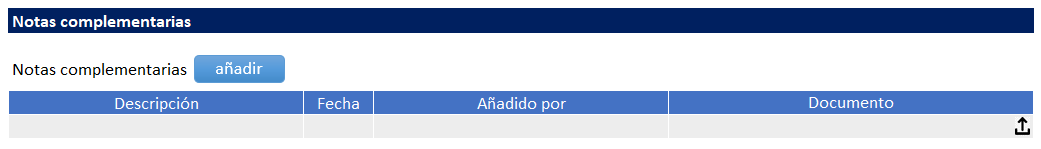 Notas complementarias
Notas complementarias añadir
Descripción Fecha Añadido por Documento